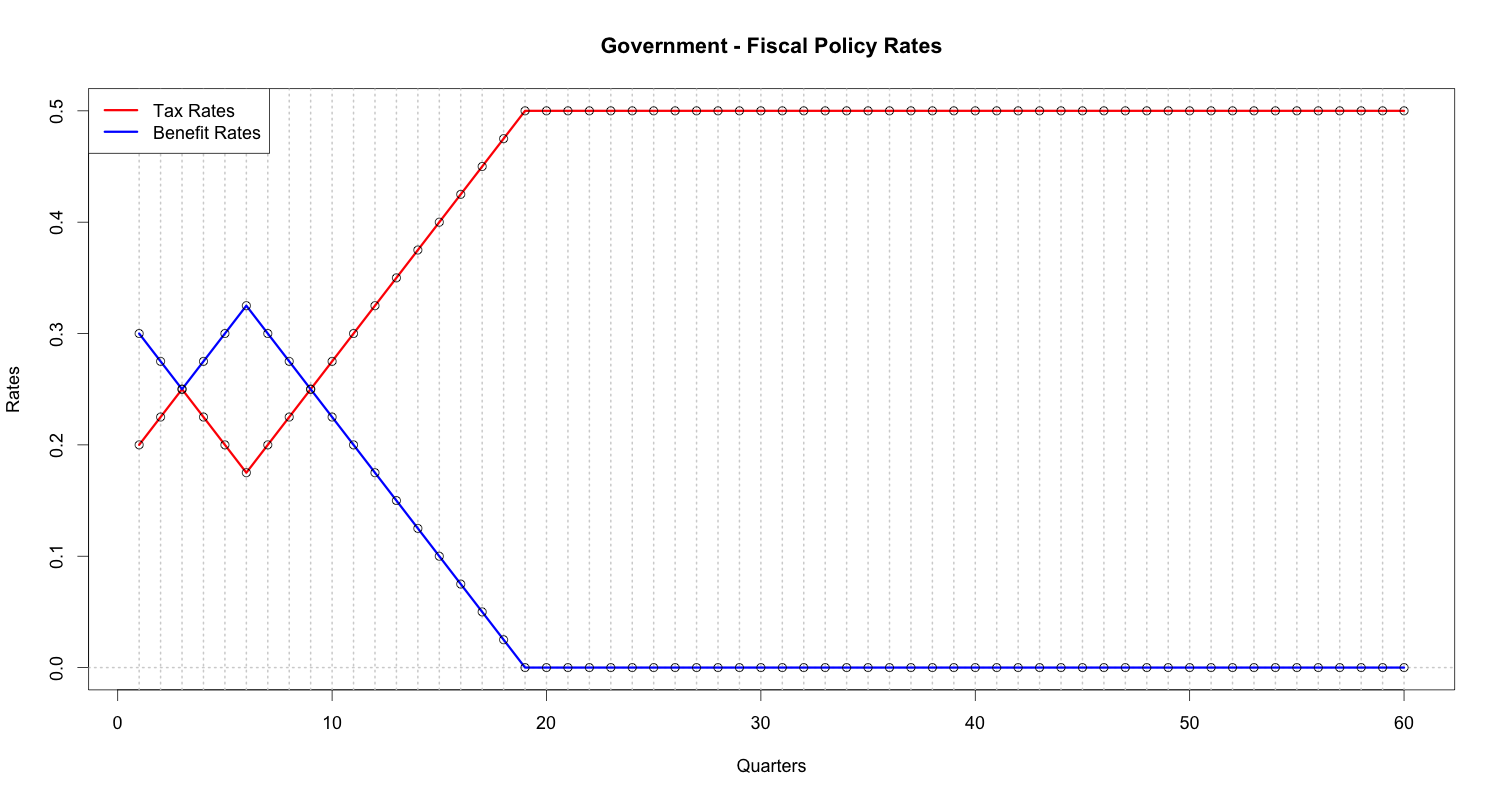 Government - Fiscal Policy Rates
Tax Rates
Benefit Rates
Rates
0.5
0.4
0.3
0.2
0.1
0.0
0 10 20 30 40 50 60
Quarters